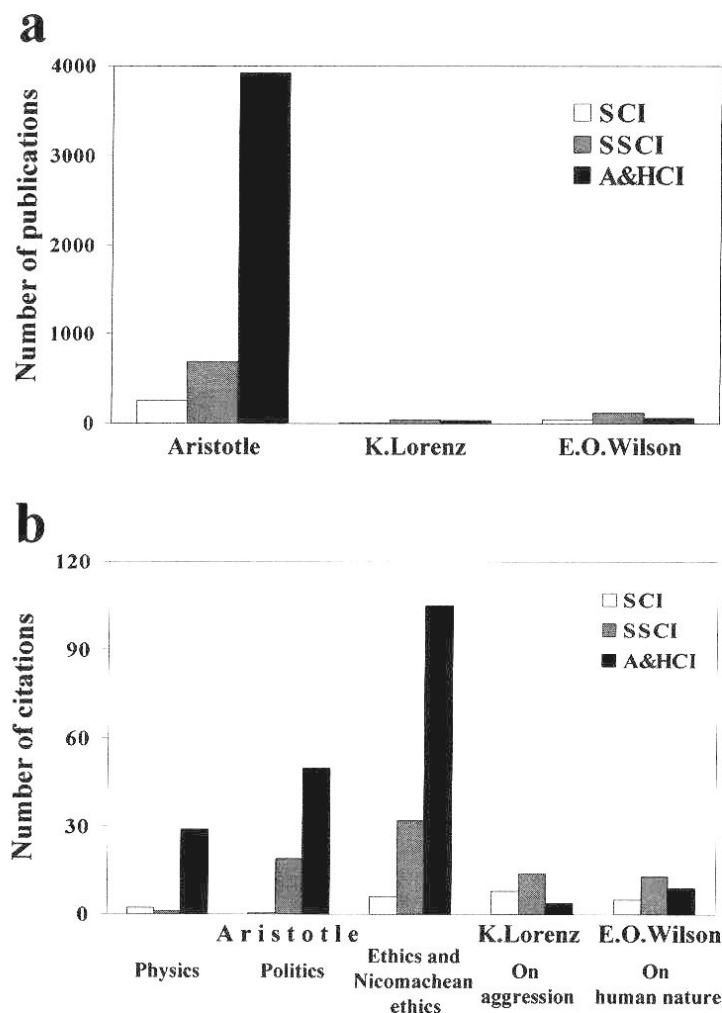 a
Number of publications
4000
3000
2000
1000
0
SCI
SSCI
A&HCI
Aristotle K.Lorenz E.O.Wilson
b
Number of citations
120
90
60
30
0
SCI
SSCI
A&HCI
Aristotle K.Lorenz E.O.Wilson
Physics Politics Ethics and Nicomachean ethics On aggression On human nature